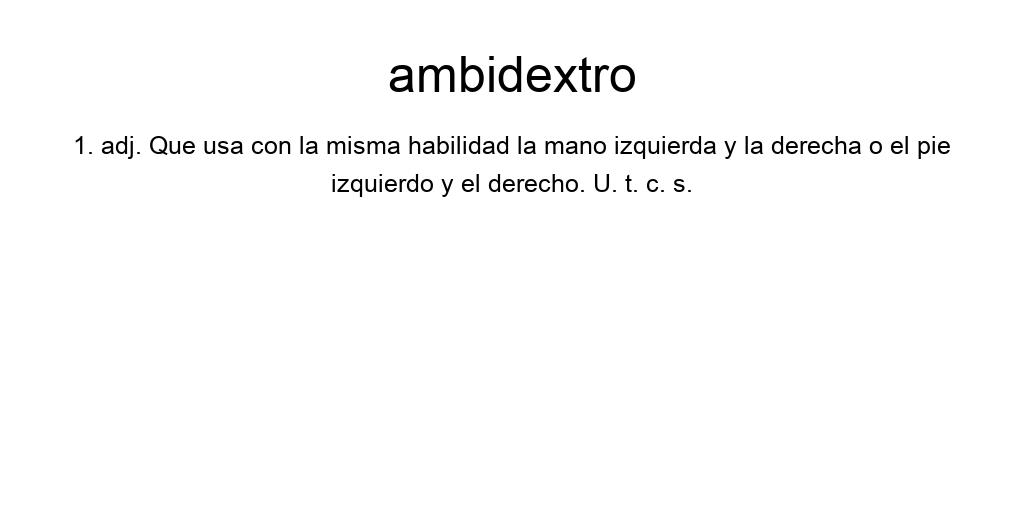 ambidextro
1. adj. Que usa con la misma habilidad la mano izquierda y la derecha o el pie
izquierdo y el derecho. U. t. c. s.